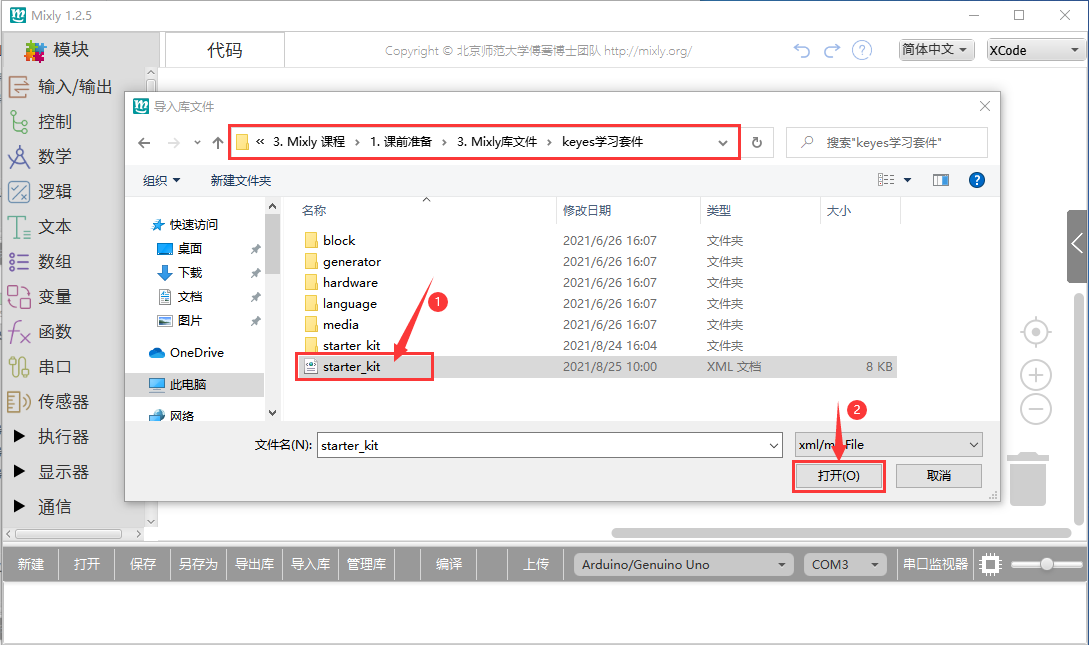 Mixly 1.2.5
模块
代码
Copyright © 北京师范大学傅骞博士团队 http://mixly.org/
简体中文
XCode
输入/输出
控制
数学
逻辑
文本
数组
变量
函数
串口
传感器
执行器
显示器
通信
导入库文件
« 3. Mixly 课程 › 1. 课前准备 › 3. Mixly库文件 › keyes学习套件
搜索"keyes学习套件"
组织
新建文件夹
快速访问
桌面
下载
文档
图片
OneDrive
此电脑
网络
名称 修改日期 类型 大小
block 2021/6/26 16:07 文件夹
generator 2021/6/26 16:07 文件夹
hardware 2021/6/26 16:07 文件夹
language 2021/6/26 16:07 文件夹
media 2021/6/26 16:07 文件夹
starter_kit 2021/8/24 16:04 文件夹
starter_kit 2021/8/25 10:00 XML 文档 8 KB
1
2
文件名(N): starter_kit
打开(O)
取消
新建 打开 保存 另存为 导出库 导入库 管理库 编译 上传 Arduino/Genuino Uno COM3 串口监视器